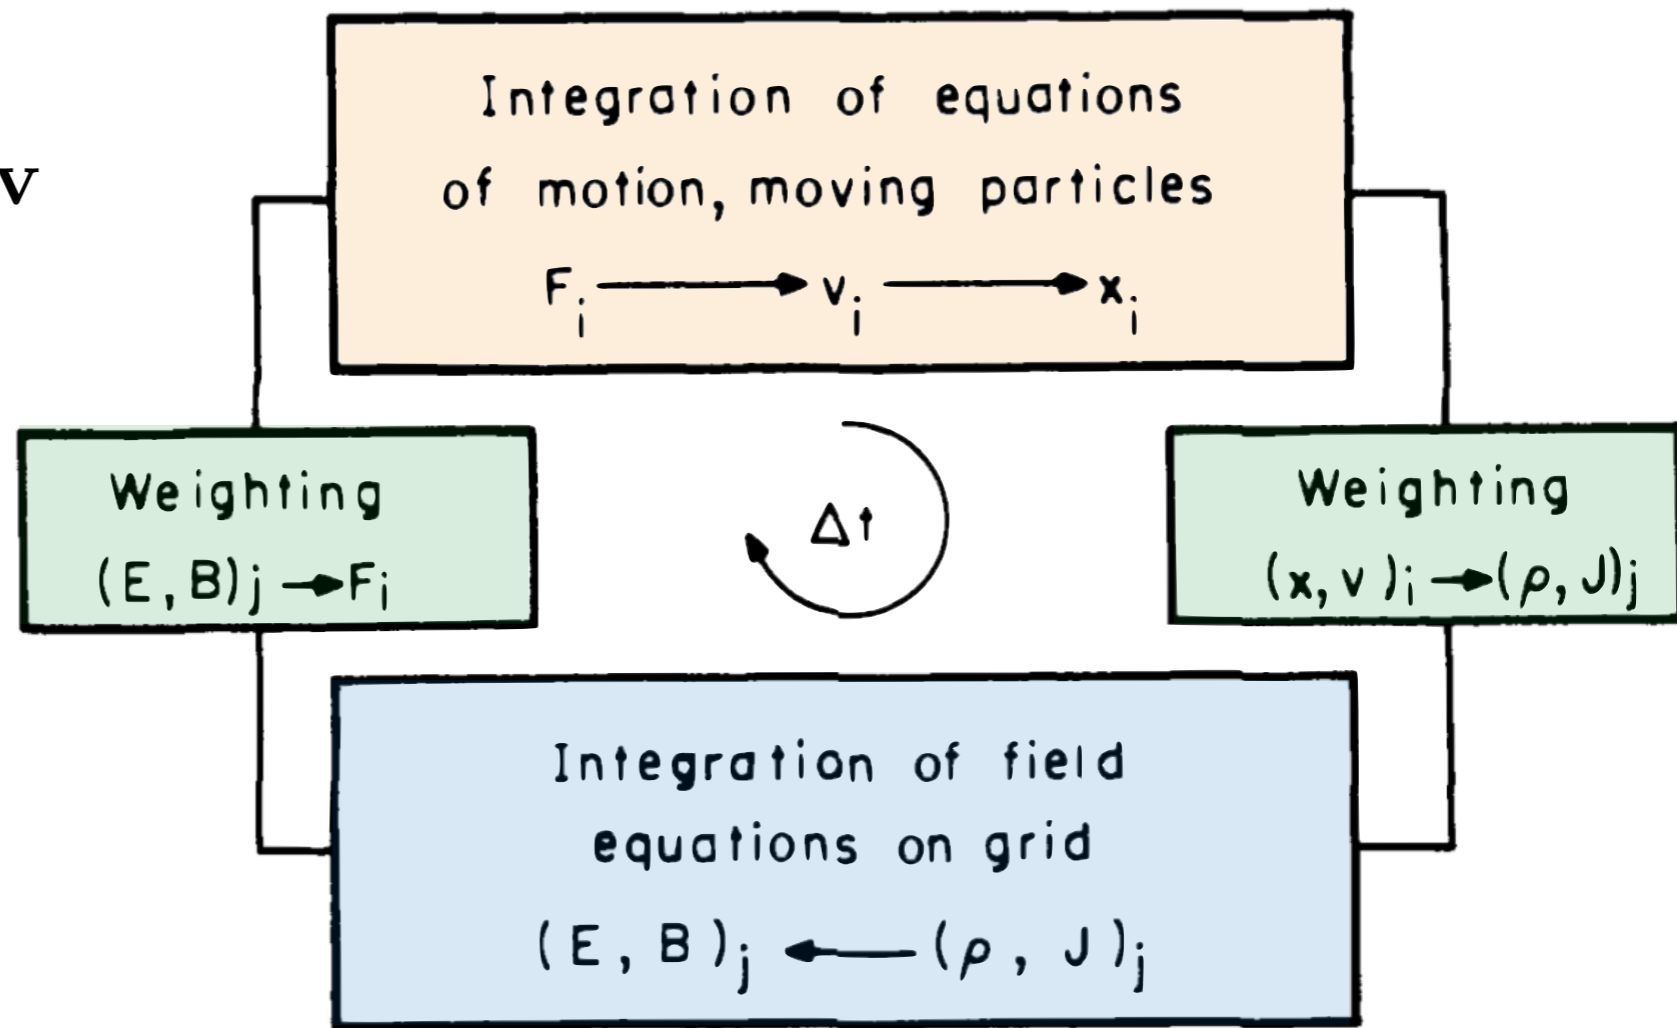 v
Integration of equations
of motion, moving particles
F_i ⟶ v_i ⟶ x_i
Weighting
(E, B)_j → F_i
Δt
Weighting
(x, v)_i → (ρ, J)_j
Integration of field
equations on grid
(E, B)_j ⟵ (ρ, J)_j